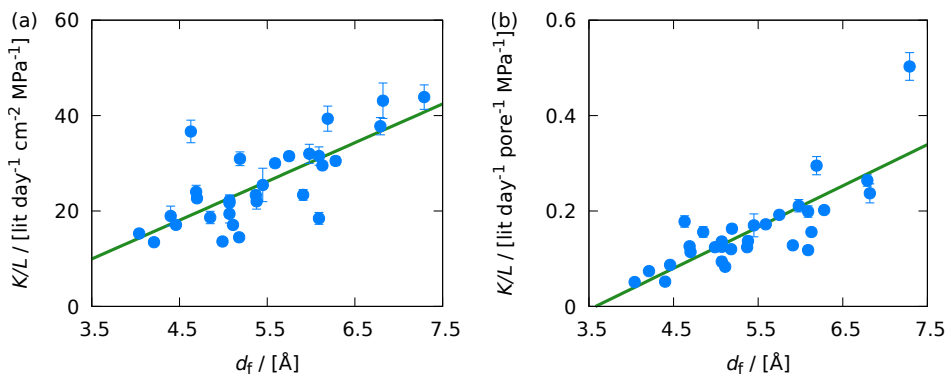 (a)
K/L / [lit day-1 cm-2 MPa-1]
60
40
20
0
3.5 4.5 5.5 6.5 7.5
df / [Å]
(b)
K/L / [lit day-1 pore-1 MPa-1]
0.6
0.4
0.2
0
3.5 4.5 5.5 6.5 7.5
df / [Å]